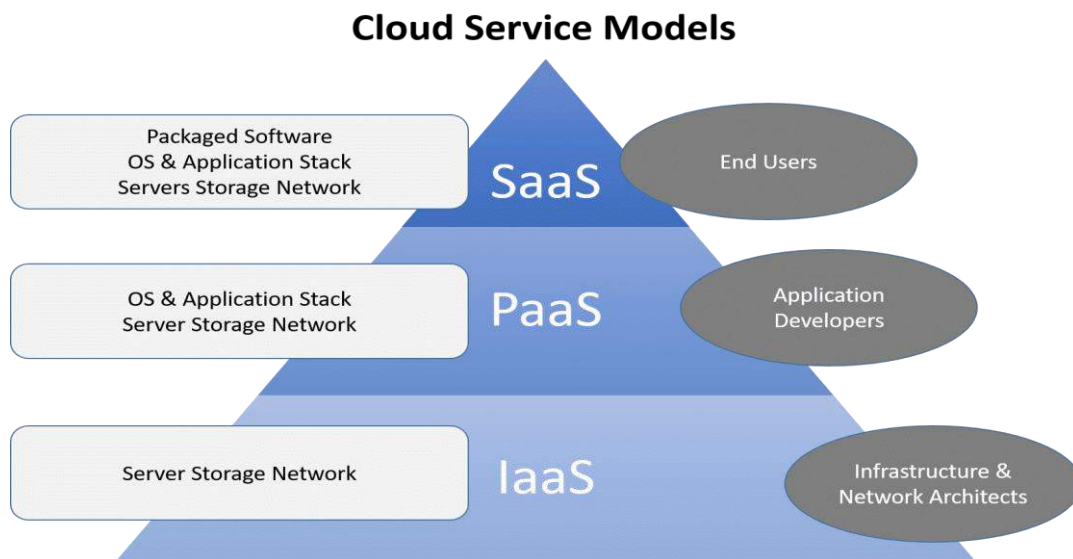 Cloud Service Models
Packaged Software
OS & Application Stack
Servers Storage Network
SaaS
End Users
OS & Application Stack
Server Storage Network
PaaS
Application
Developers
Server Storage Network
IaaS
Infrastructure &
Network Architects